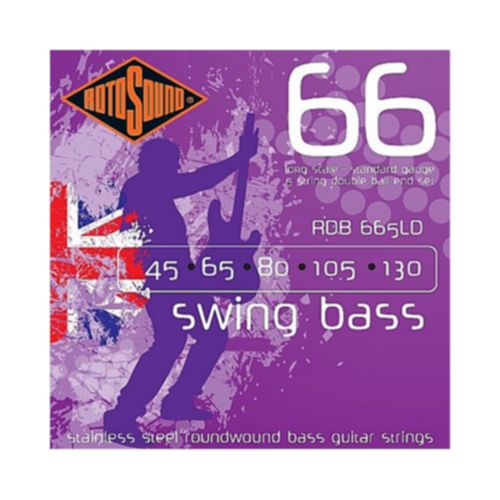 ROTOSOUND
66
long scale - standard gauge
5 string double ball end set
RDB 665LD
45 • 65 • 80 • 105 • 130
swing bass
stainless steel roundwound bass guitar strings